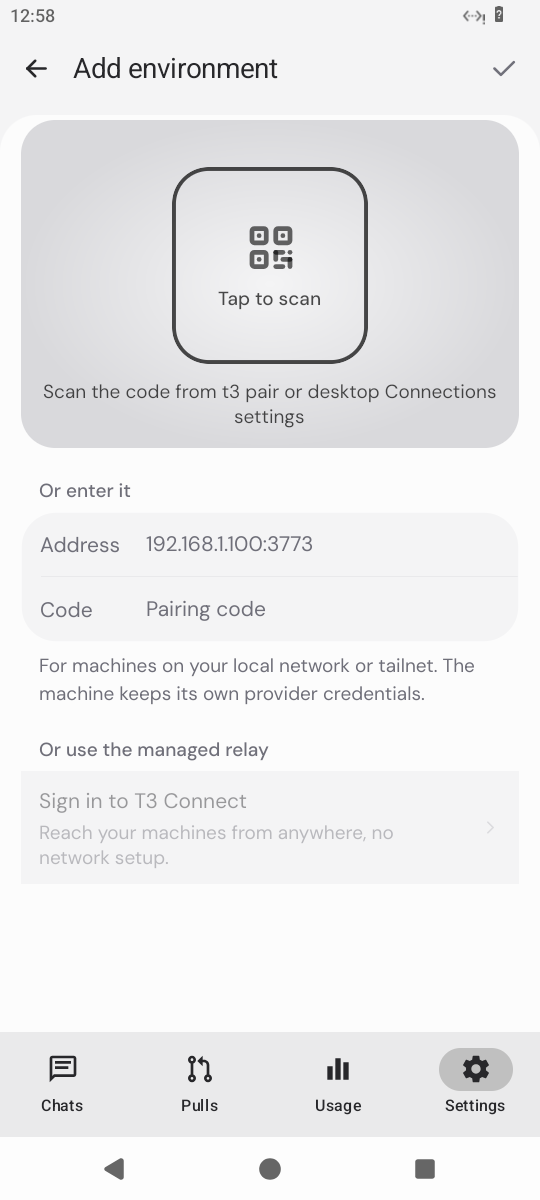 12:58
Add environment
Tap to scan
Scan the code from t3 pair or desktop Connections
settings
Or enter it
Address 192.168.1.100:3773
Code Pairing code
For machines on your local network or tailnet. The
machine keeps its own provider credentials.
Or use the managed relay
Sign in to T3 Connect
Reach your machines from anywhere, no
network setup.
Chats Pulls Usage Settings